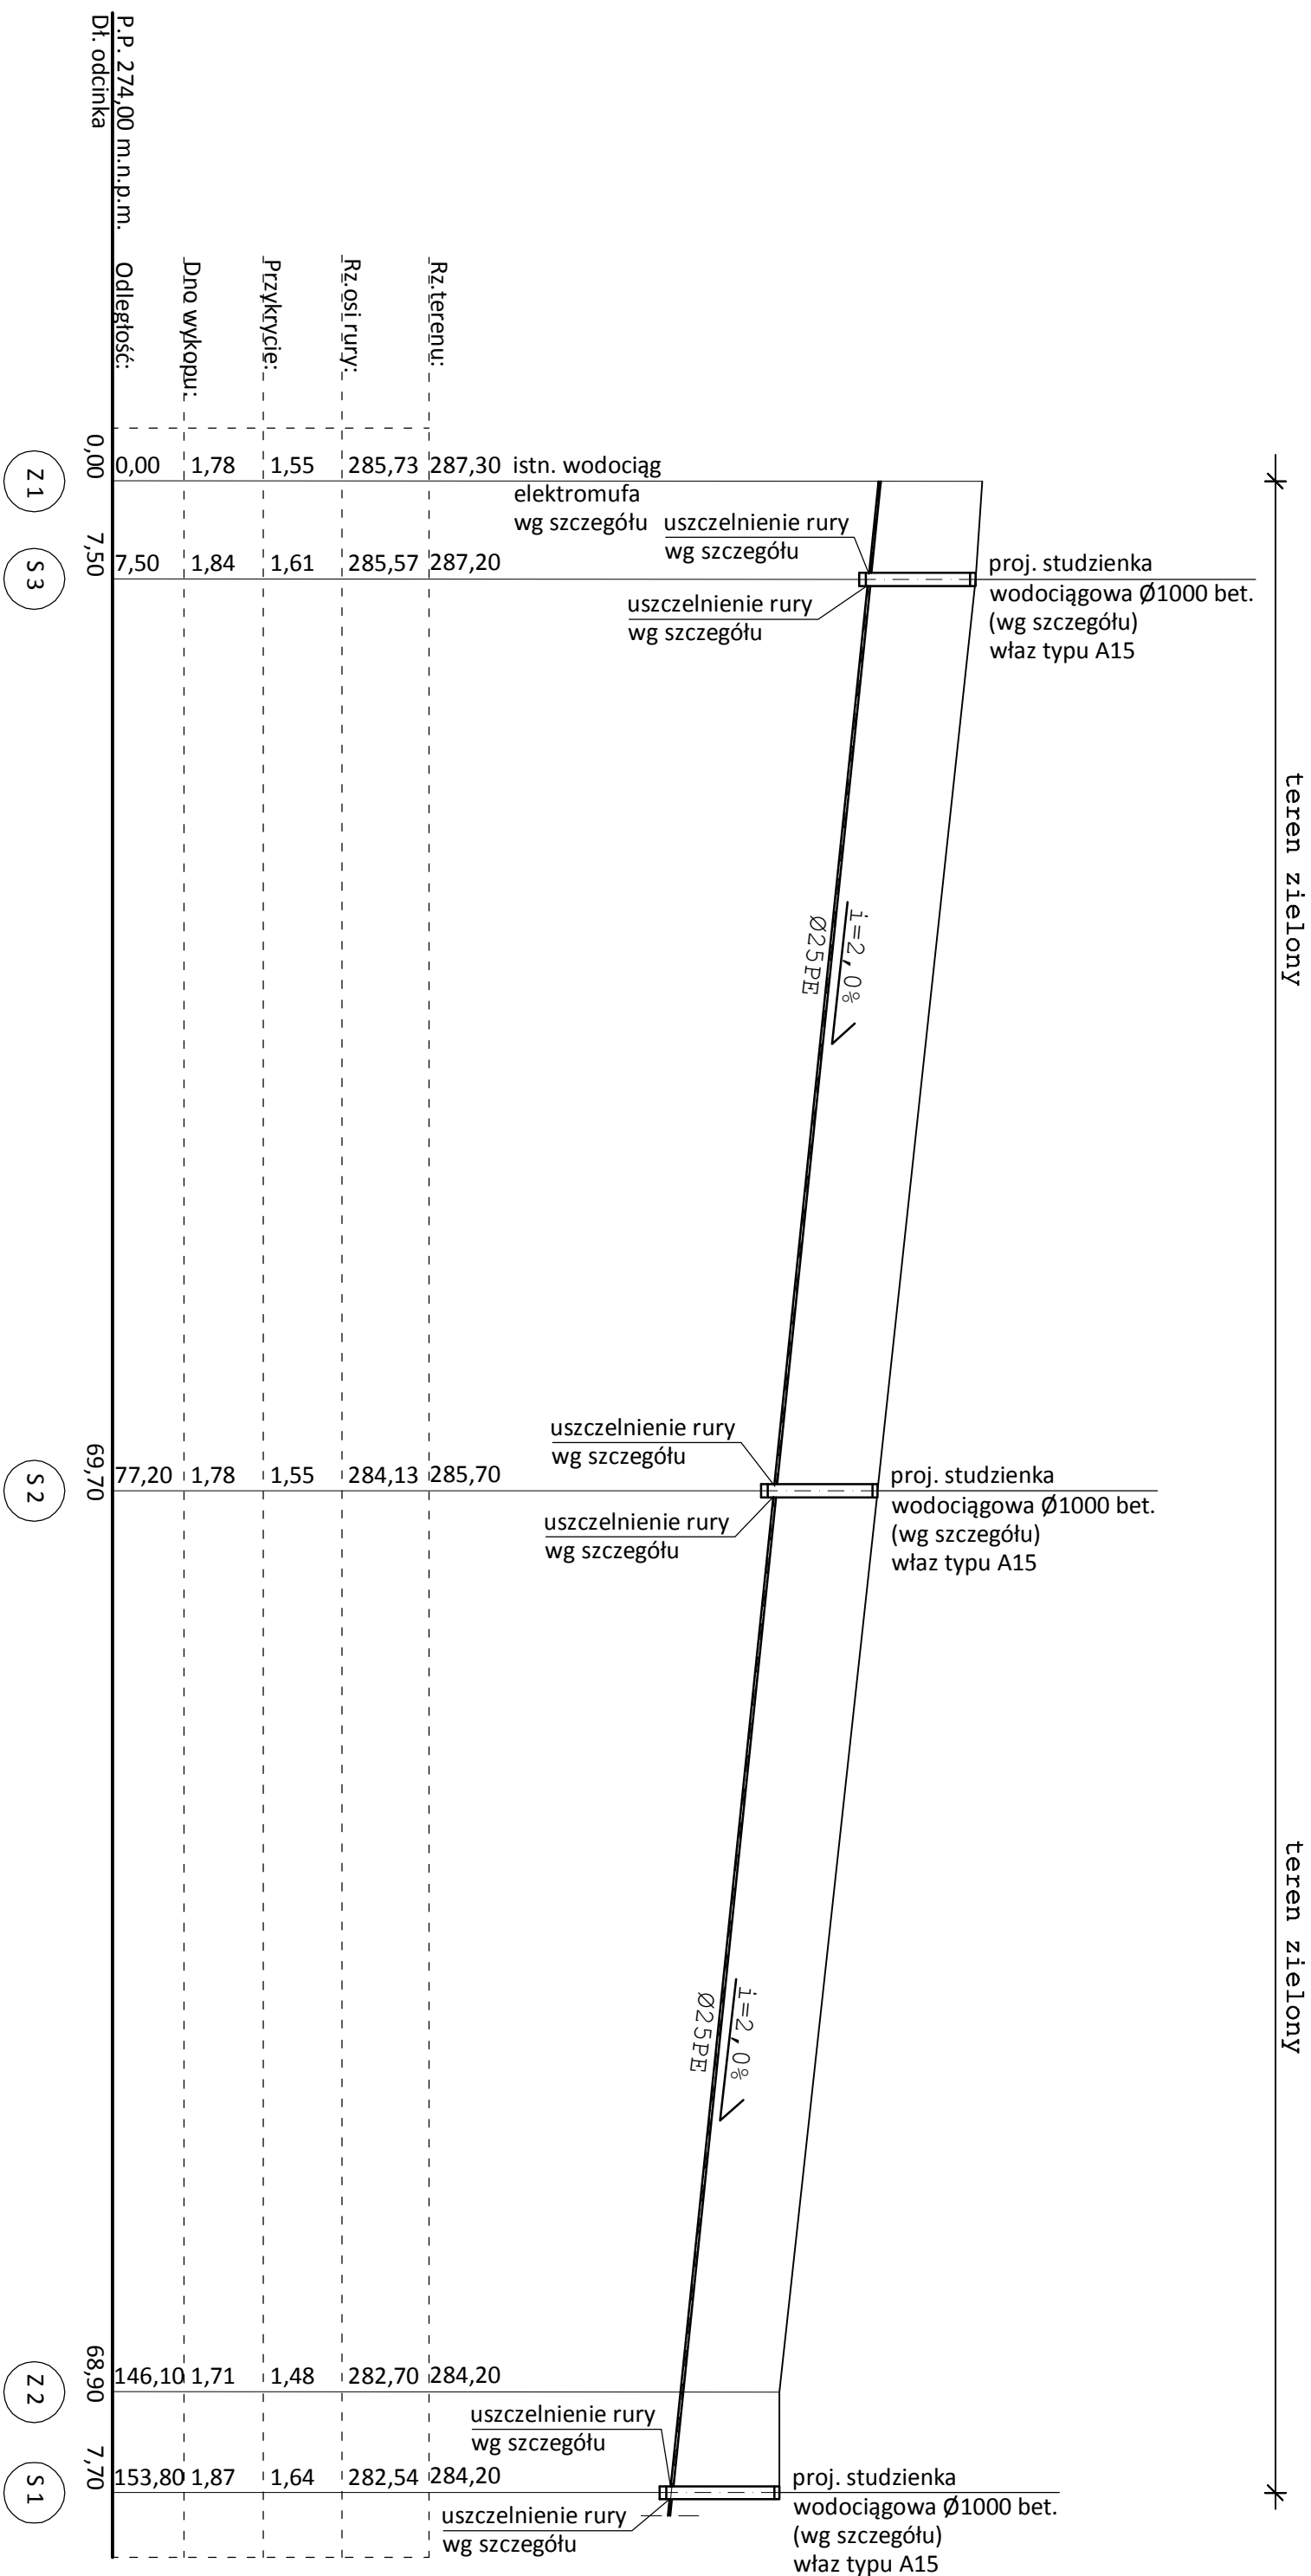 teren zielony
teren zielony
proj. studzienka
wodociągowa Ø1000 bet.
(wg szczegółu)
właz typu A15
proj. studzienka
wodociągowa Ø1000 bet.
(wg szczegółu)
właz typu A15
proj. studzienka
wodociągowa Ø1000 bet.
(wg szczegółu)
właz typu A15
istn. wodociąg
elektromufa
wg szczegółu
uszczelnienie rury
wg szczegółu
uszczelnienie rury
wg szczegółu
i=2,0%
Ø25PE
uszczelnienie rury
wg szczegółu
uszczelnienie rury
wg szczegółu
i=2,0%
Ø25PE
uszczelnienie rury
wg szczegółu
uszczelnienie rury
wg szczegółu
Rz.terenu:
287,30
287,20
285,70
284,20
284,20
Rz.osi rury:
285,73
285,57
284,13
282,70
282,54
Przykrycie:
1,55
1,61
1,55
1,48
1,64
Dno wykopu:
1,78
1,84
1,78
1,71
1,87
P.P. 274,00 m.n.p.m.
Odległość:
0,00
7,50
77,20
146,10
153,80
Dł. odcinka
0,00
7,50
69,70
68,90
7,70
Z1
S3
S2
Z2
S1